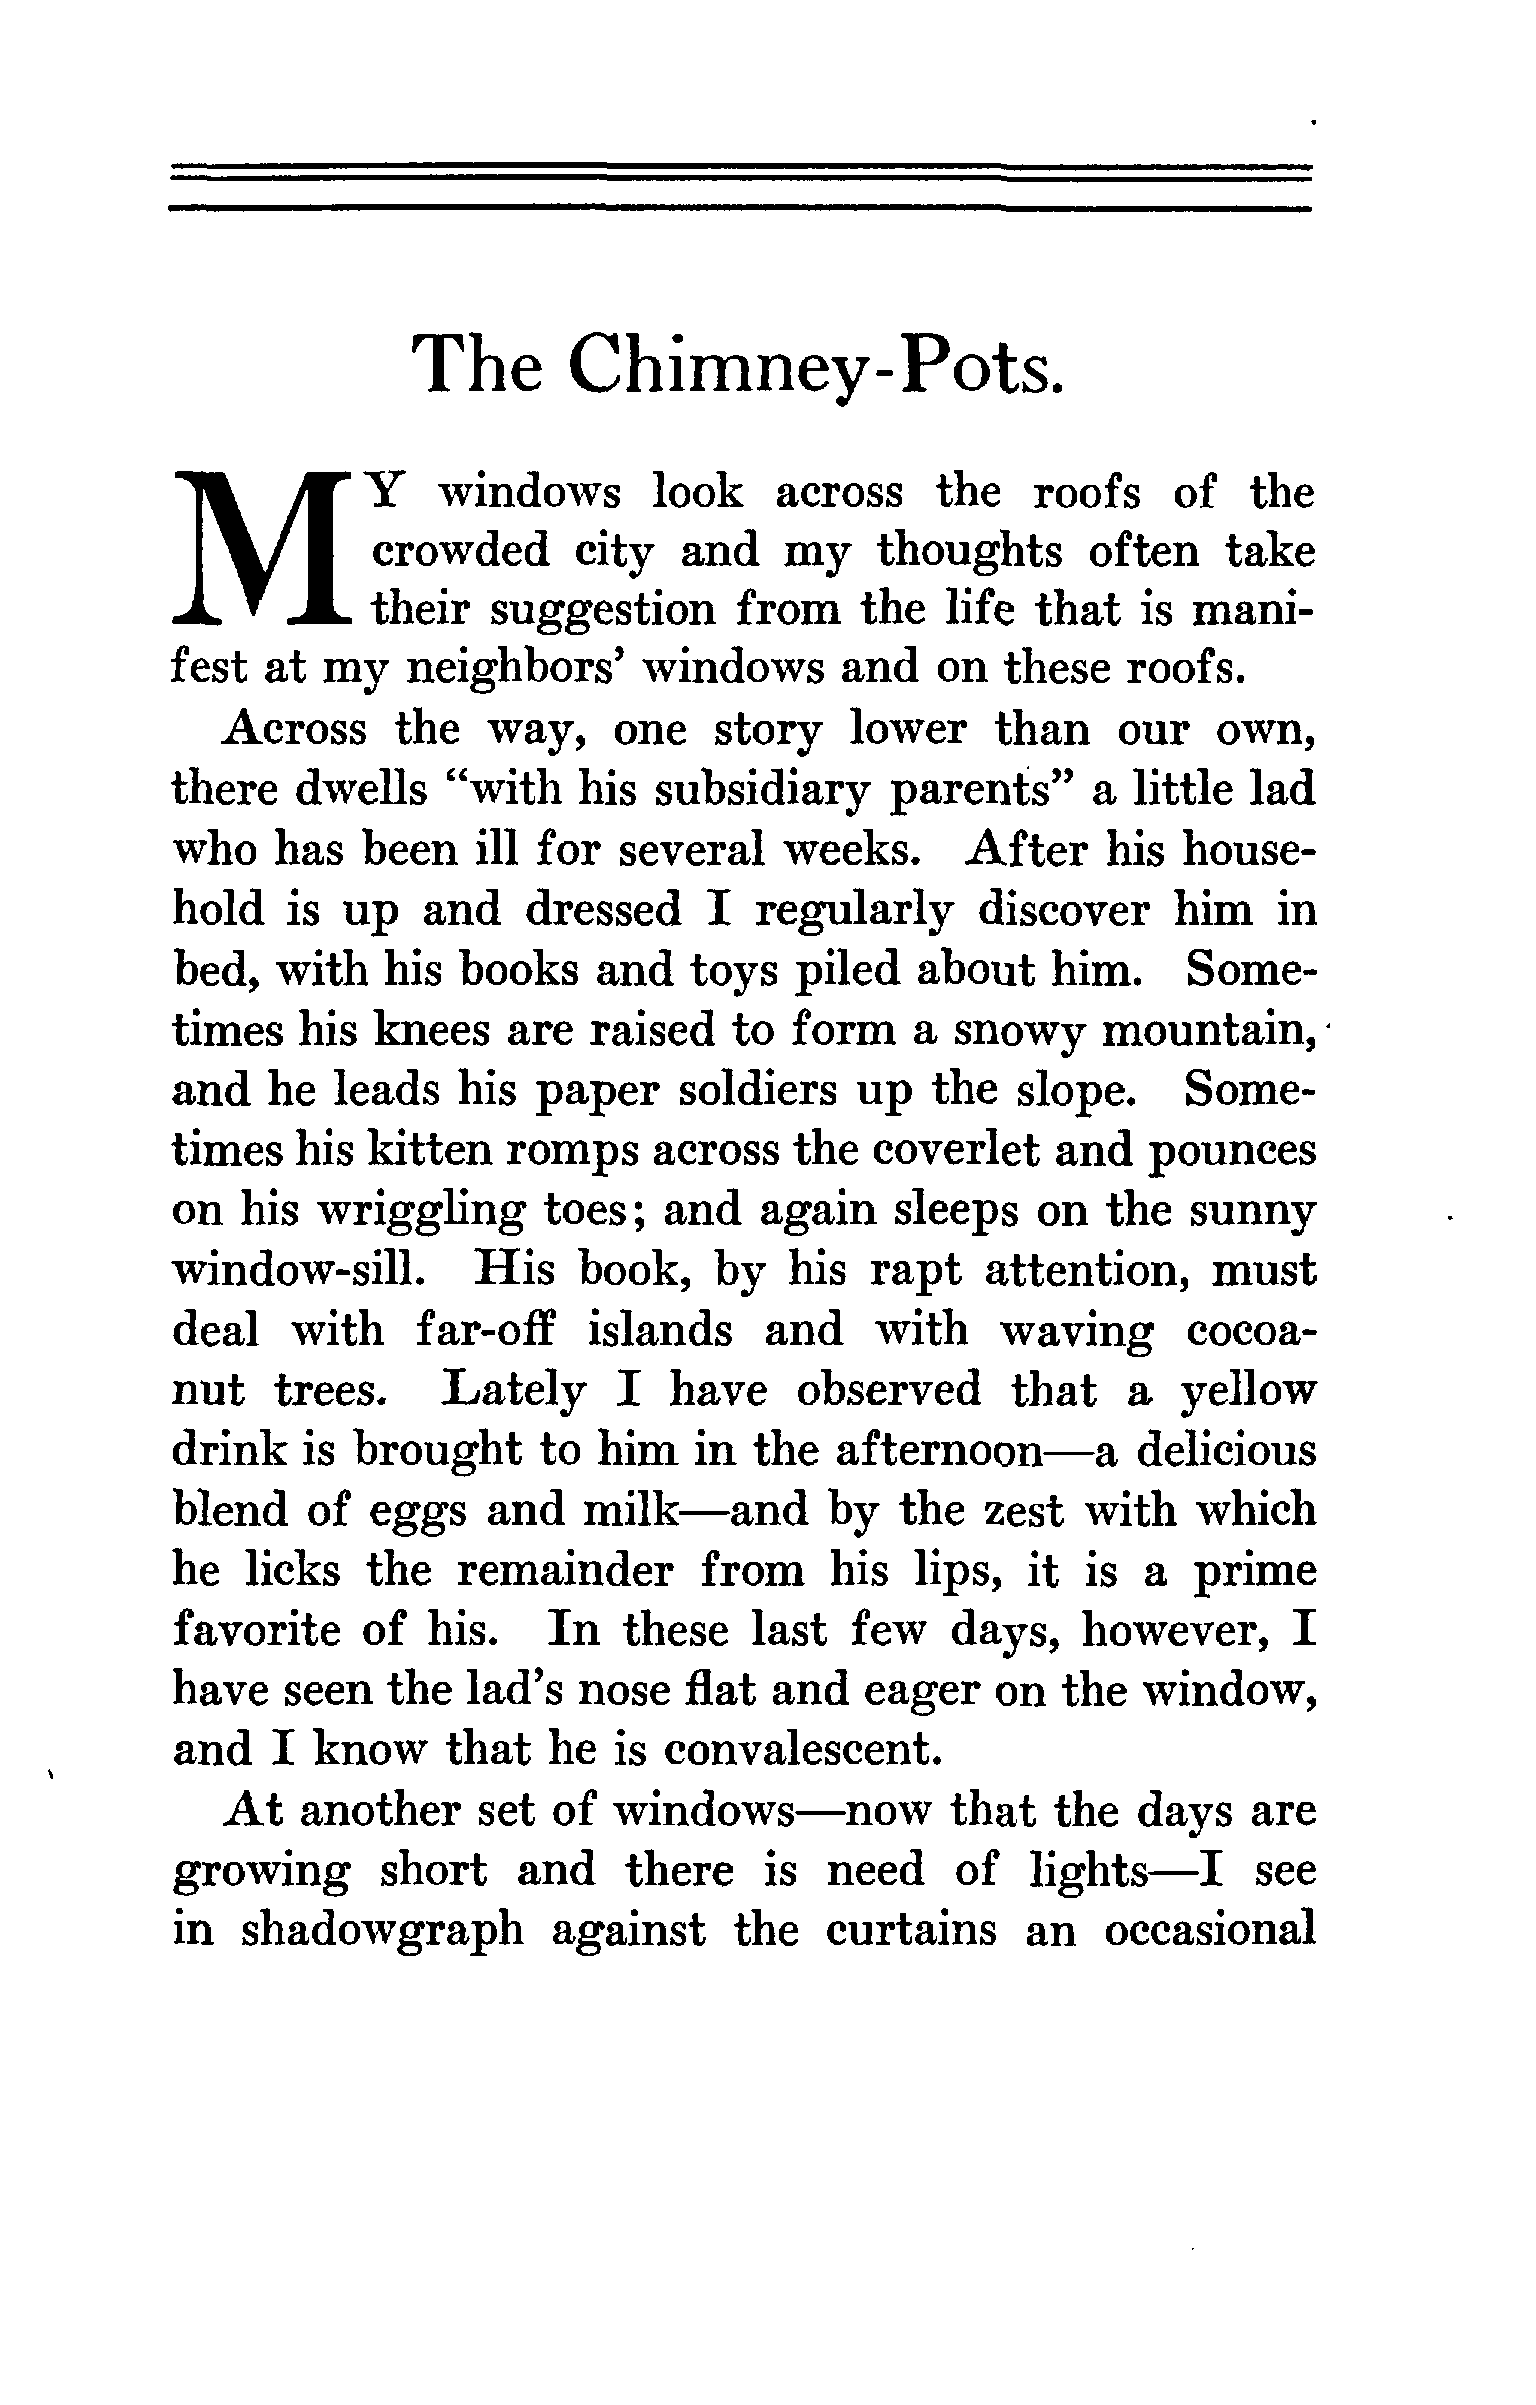 The Chimney-Pots.
MY windows look across the roofs of the
crowded city and my thoughts often take
their suggestion from the life that is mani-
fest at my neighbors’ windows and on these roofs.
Across the way, one story lower than our own,
there dwells “with his subsidiary parents” a little lad
who has been ill for several weeks. After his house-
hold is up and dressed I regularly discover him in
bed, with his books and toys piled about him. Some-
times his knees are raised to form a snowy mountain,
and he leads his paper soldiers up the slope. Some-
times his kitten romps across the coverlet and pounces
on his wriggling toes; and again sleeps on the sunny
window-sill. His book, by his rapt attention, must
deal with far-off islands and with waving cocoa-
nut trees. Lately I have observed that a yellow
drink is brought to him in the afternoon—a delicious
blend of eggs and milk—and by the zest with which
he licks the remainder from his lips, it is a prime
favorite of his. In these last few days, however, I
have seen the lad’s nose flat and eager on the window,
and I know that he is convalescent.
At another set of windows—now that the days are
growing short and there is need of lights—I see
in shadowgraph against the curtains an occasional